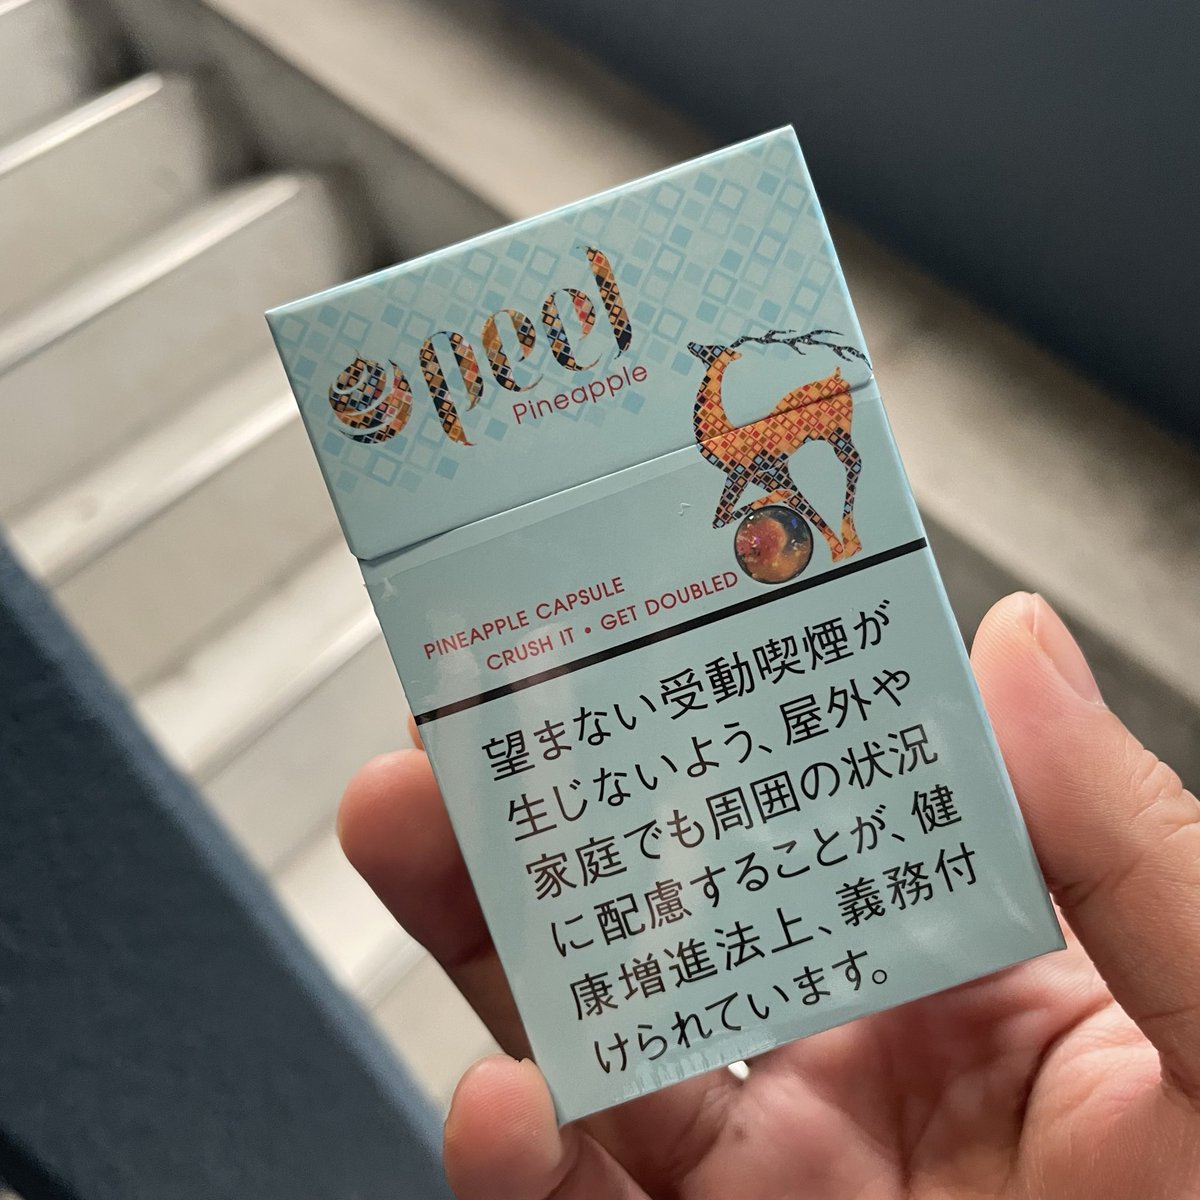 peel
Pineapple
PINEAPPLE CAPSULE
CRUSH IT • GET DOUBLED
望まない受動喫煙が
生じないよう、屋外や
家庭でも周囲の状況
に配慮することが、健
康増進法上、義務付
けられています。